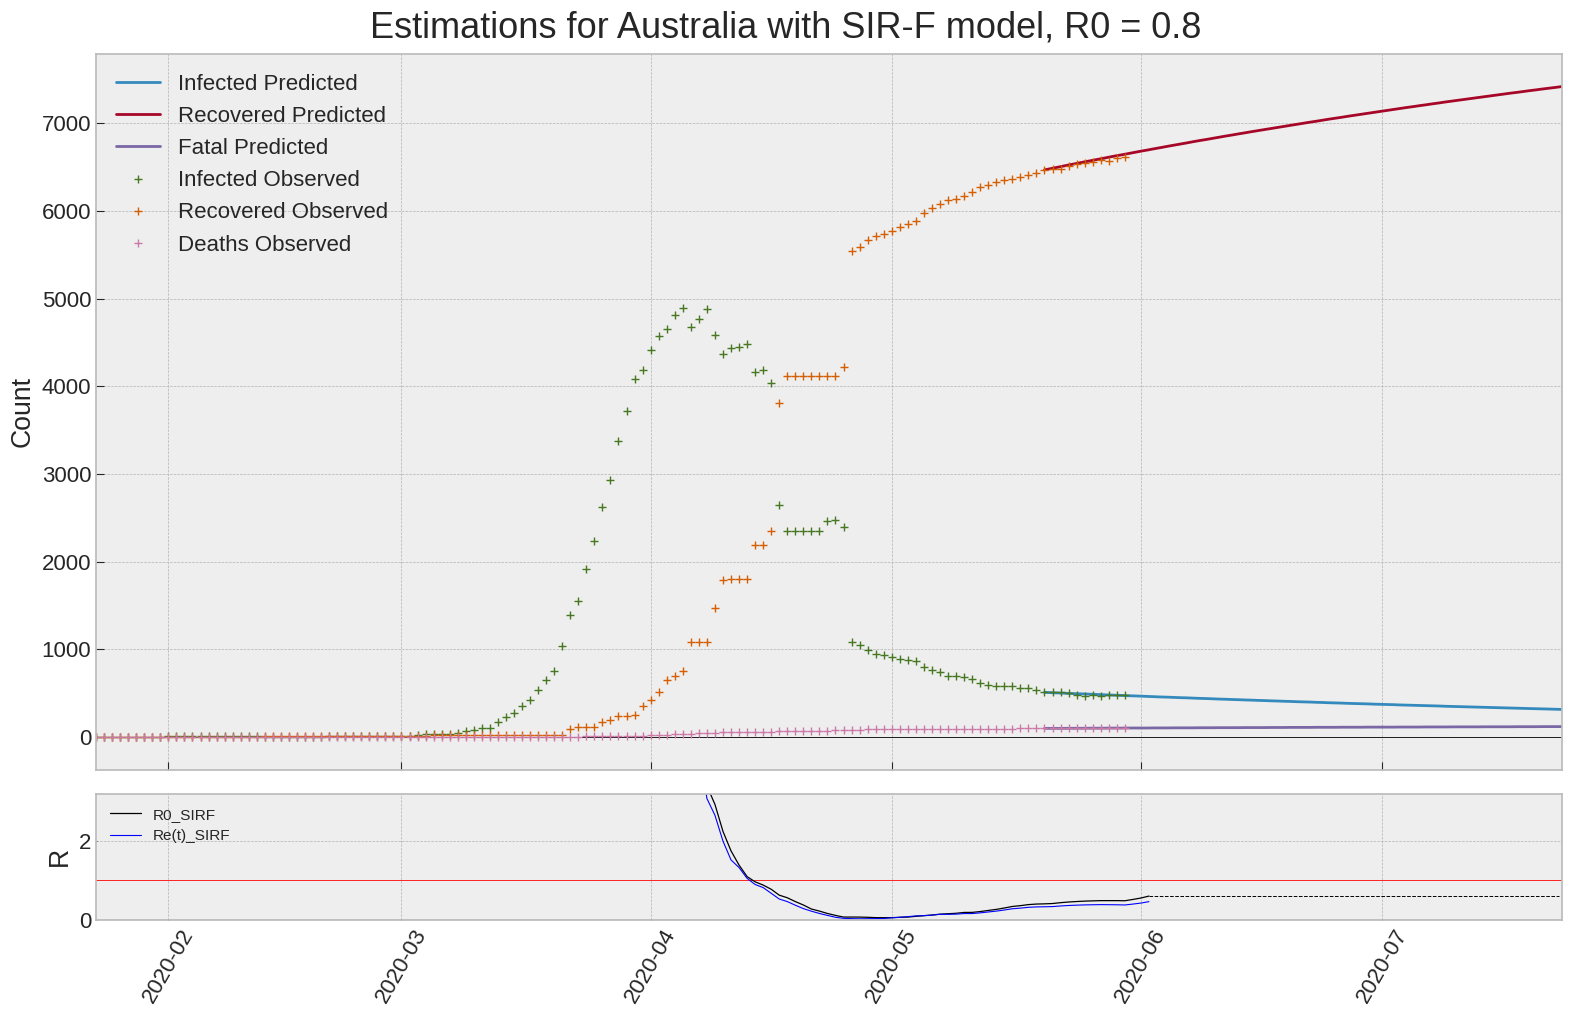 Estimations for Australia with SIR-F model, R0 = 0.8
Infected Predicted
Recovered Predicted
Fatal Predicted
Infected Observed
Recovered Observed
Deaths Observed
7000
6000
5000
4000
3000
2000
1000
0
Count
R0_SIRF
Re(t)_SIRF
2
0
R
2020-02
2020-03
2020-04
2020-05
2020-06
2020-07